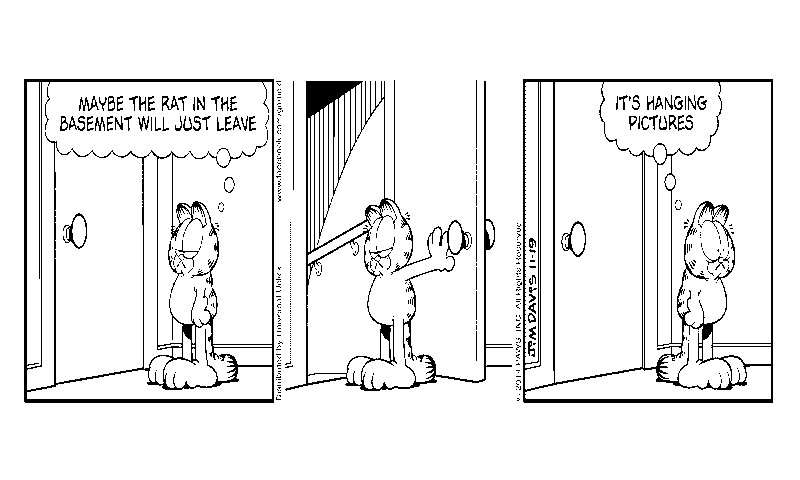 MAYBE THE RAT IN THE
BASEMENT WILL JUST LEAVE
IT'S HANGING
PICTURES
JIM DAVIS 11-19